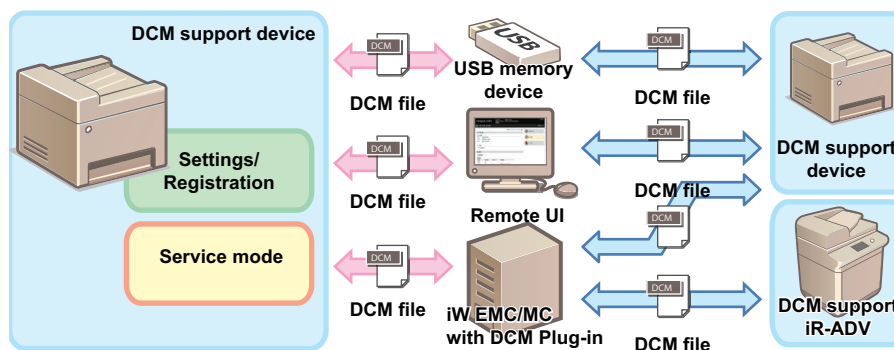 DCM support device
Settings/
Registration
Service mode
DCM
DCM file
DCM
DCM file
DCM
DCM file
USB
USB memory
device
Remote UI
iW EMC/MC
with DCM Plug-in
DCM
DCM file
DCM
DCM file
DCM
DCM
DCM file
DCM support
device
DCM support
iR-ADV